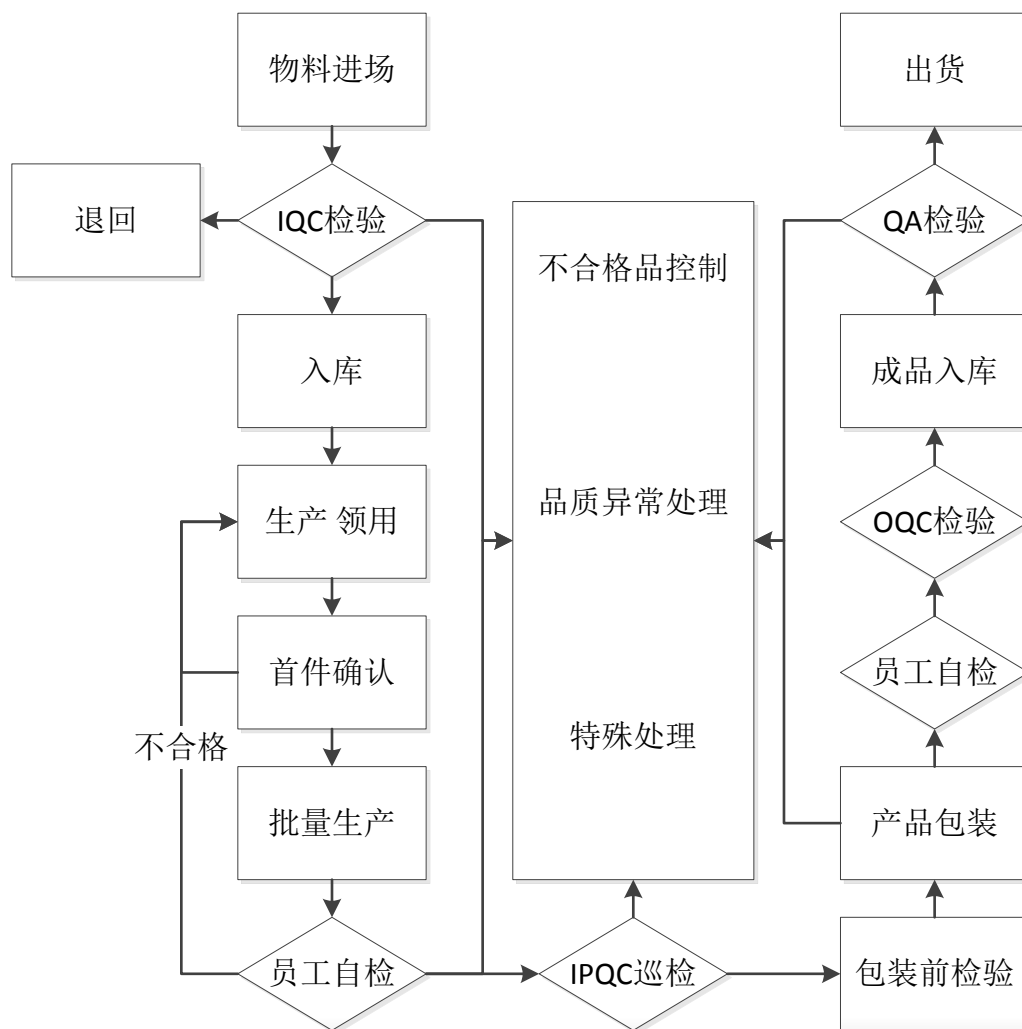 物料进场
出货
退回
IQC检验
QA检验
不合格品控制
入库
成品入库
生产 领用
品质异常处理
OQC检验
首件确认
员工自检
不合格
特殊处理
批量生产
产品包装
员工自检
IPQC巡检
包装前检验